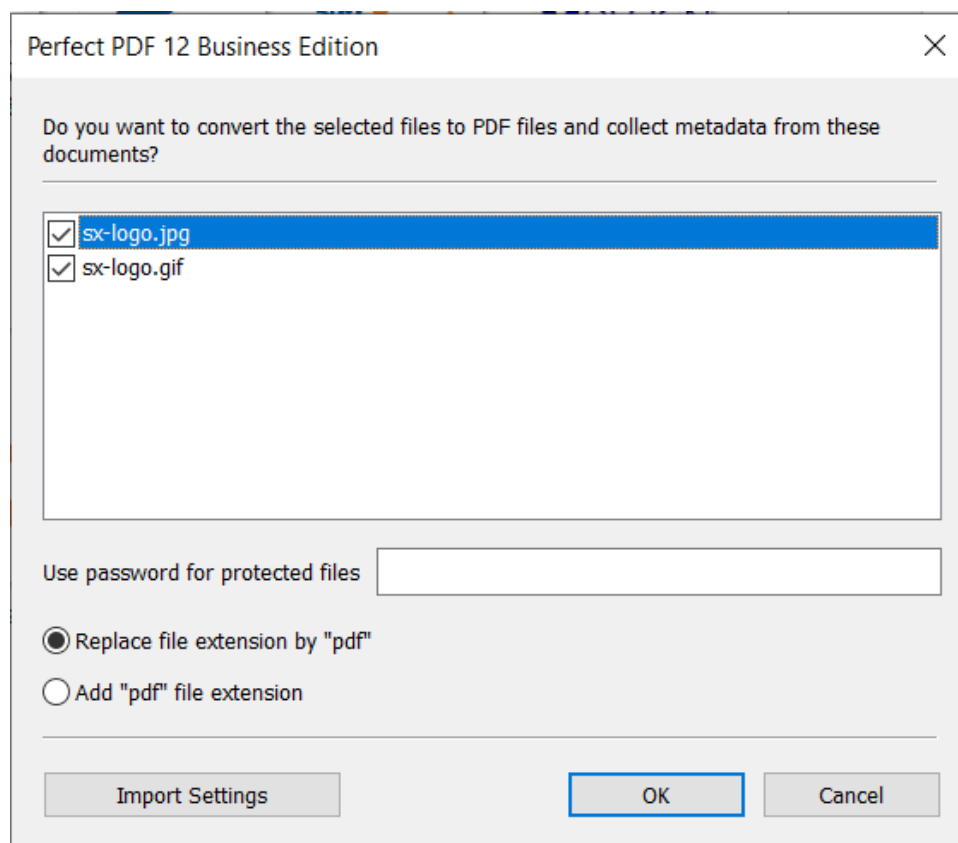 Perfect PDF 12 Business Edition
Do you want to convert the selected files to PDF files and collect metadata from these
documents?
sx-logo.jpg
sx-logo.gif
Use password for protected files
Replace file extension by "pdf"
Add "pdf" file extension
Import Settings
OK
Cancel